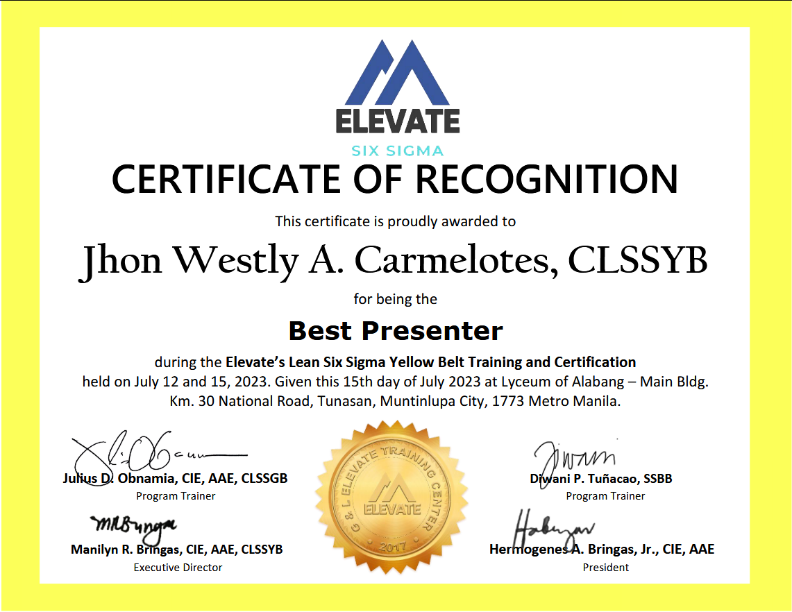 ELEVATE
SIX SIGMA
CERTIFICATE OF RECOGNITION
This certificate is proudly awarded to
Jhon Westly A. Carmelotes, CLSSYB
for being the
Best Presenter
during the Elevate's Lean Six Sigma Yellow Belt Training and Certification
held on July 12 and 15, 2023. Given this 15th day of July 2023 at Lyceum of Alabang – Main Bldg.
Km. 30 National Road, Tunasan, Muntinlupa City, 1773 Metro Manila.
Julius D. Obnamia, CIE, AAE, CLSSGB
Program Trainer
G & L ELEVATE TRAINING CENTER
ELEVATE
2017
Diwani P. Tuñacao, SSBB
Program Trainer
MRBringas
Manilyn R. Bringas, CIE, AAE, CLSSYB
Executive Director
Hermogenes A. Bringas, Jr., CIE, AAE
President